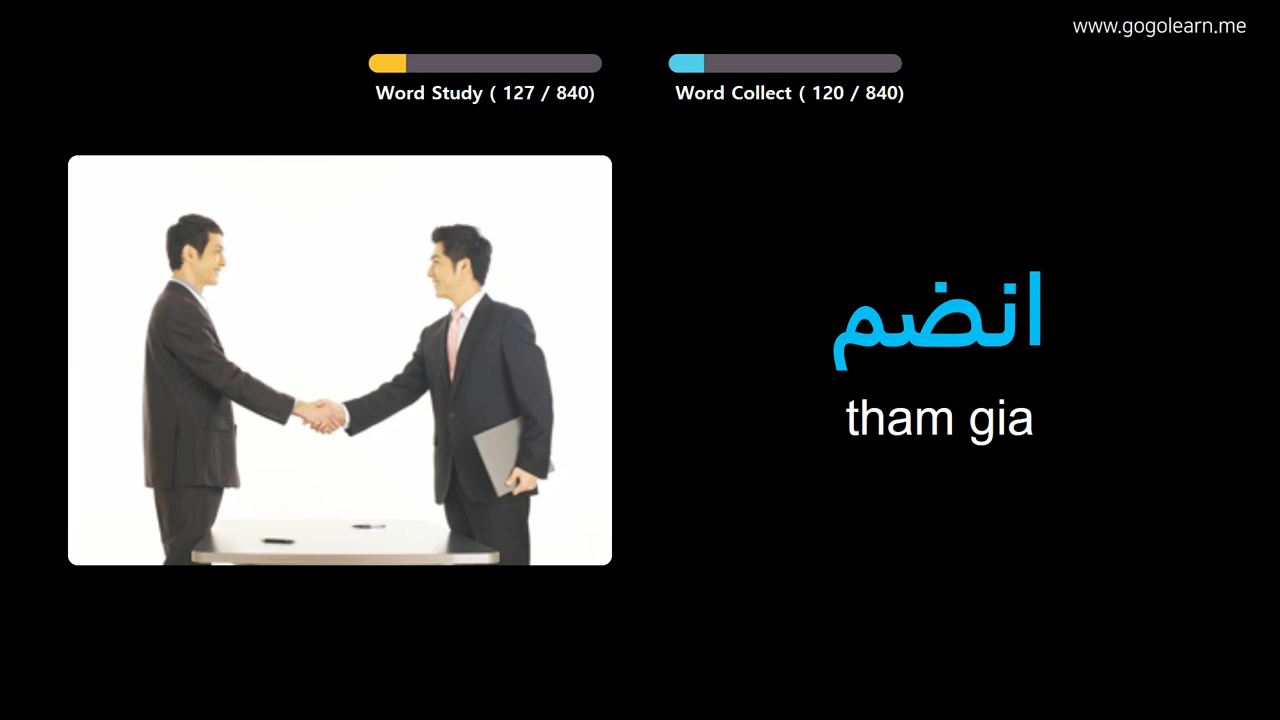 www.gogolearn.me
Word Study ( 127 / 840)
Word Collect ( 120 / 840)
انضم
tham gia